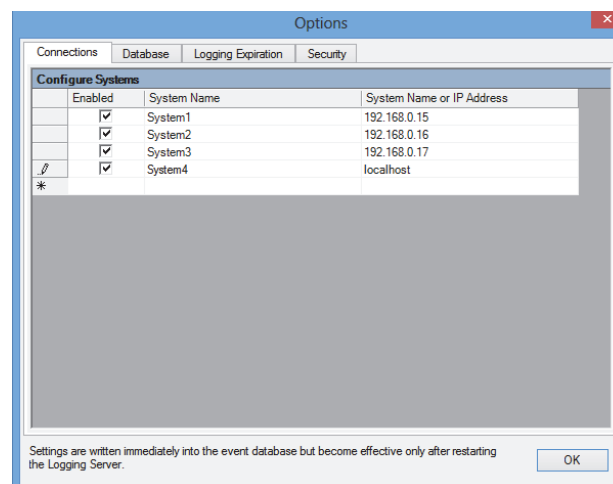 Options
Connections Database Logging Expiration Security
Configure Systems
Enabled System Name System Name or IP Address
System1 192.168.0.15
System2 192.168.0.16
System3 192.168.0.17
System4 localhost
Settings are written immediately into the event database but become effective only after restarting
the Logging Server.
OK